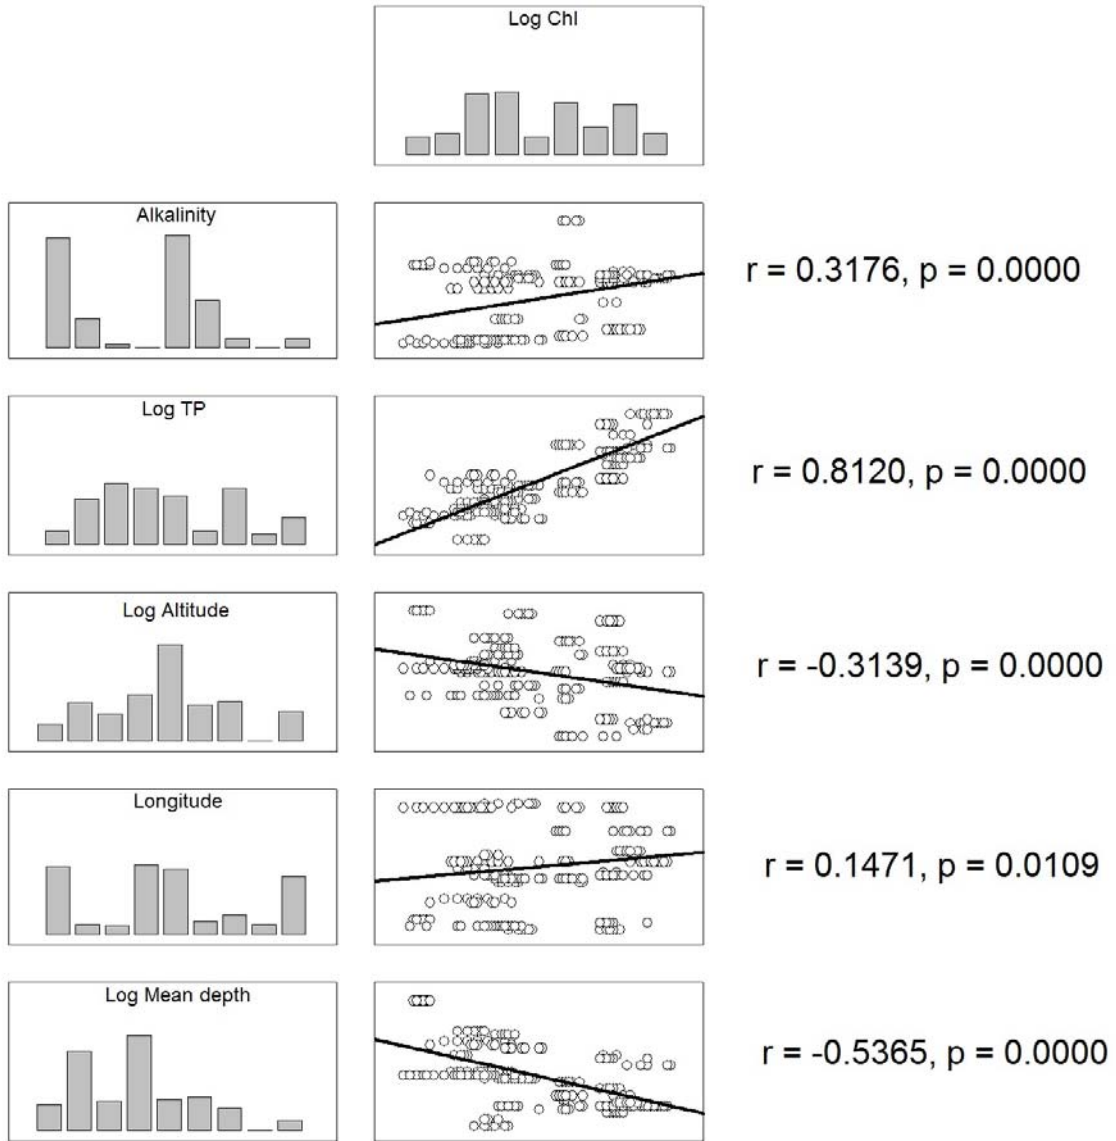 Log Chl
Alkalinity
r = 0.3176, p = 0.0000
Log TP
r = 0.8120, p = 0.0000
Log Altitude
r = -0.3139, p = 0.0000
Longitude
r = 0.1471, p = 0.0109
Log Mean depth
r = -0.5365, p = 0.0000